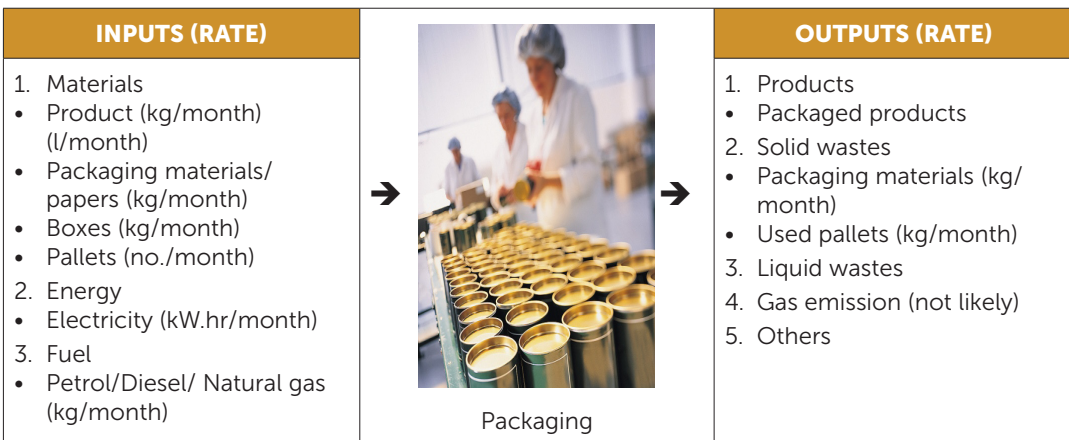 INPUTS (RATE)
1. Materials
• Product (kg/month)
(l/month)
• Packaging materials/
papers (kg/month)
• Boxes (kg/month)
• Pallets (no./month)
2. Energy
• Electricity (kW.hr/month)
3. Fuel
• Petrol/Diesel/ Natural gas
(kg/month)
Packaging
OUTPUTS (RATE)
1. Products
• Packaged products
2. Solid wastes
• Packaging materials (kg/
month)
• Used pallets (kg/month)
3. Liquid wastes
4. Gas emission (not likely)
5. Others